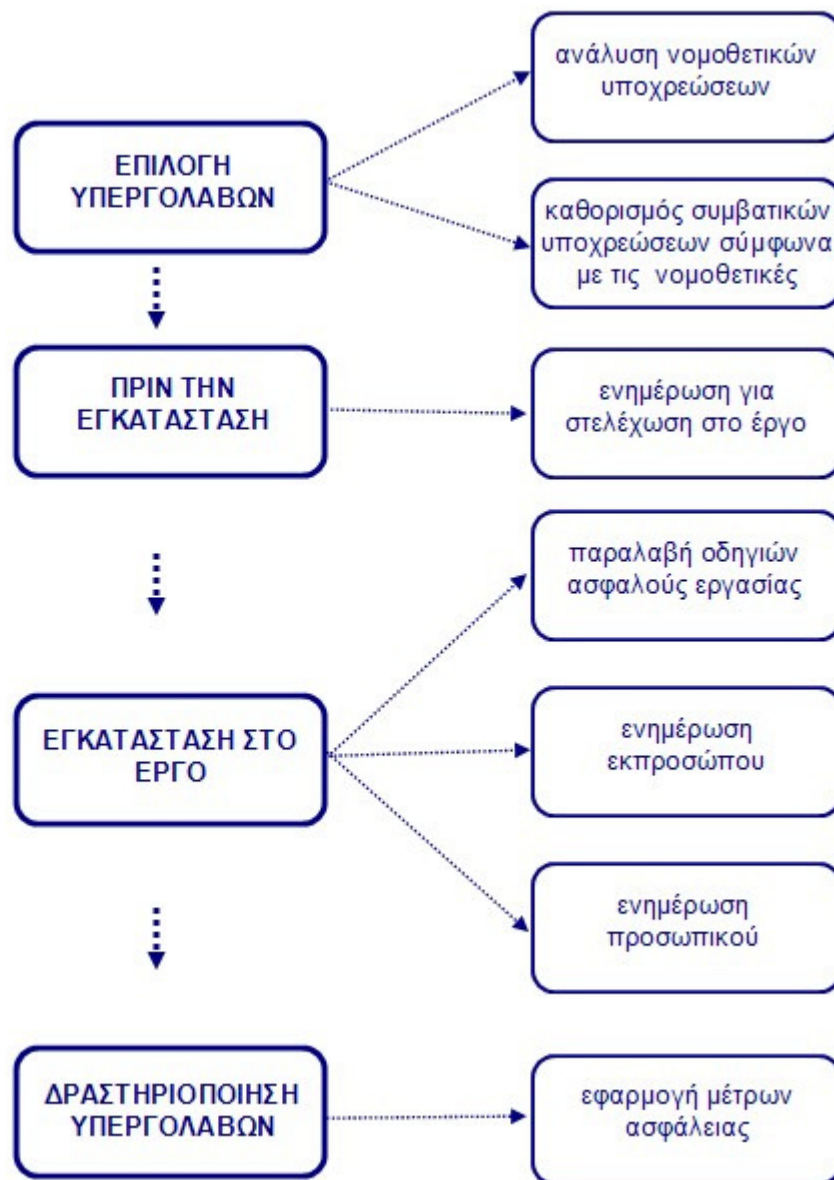 ΕΠΙΛΟΓΗ
ΥΠΕΡΓΟΛΑΒΩΝ
ανάλυση νομοθετικών
υποχρεώσεων
καθορισμός συμβατικών
υποχρεώσεων σύμφωνα
με τις νομοθετικές
ΠΡΙΝ ΤΗΝ
ΕΓΚΑΤΑΣΤΑΣΗ
ενημέρωση για
στελέχωση στο έργο
ΕΓΚΑΤΑΣΤΑΣΗ ΣΤΟ
ΕΡΓΟ
παραλαβή οδηγιών
ασφαλούς εργασίας
ενημέρωση
εκπροσώπου
ενημέρωση
προσωπικού
ΔΡΑΣΤΗΡΙΟΠΟΙΗΣΗ
ΥΠΕΡΓΟΛΑΒΩΝ
εφαρμογή μέτρων
ασφάλειας